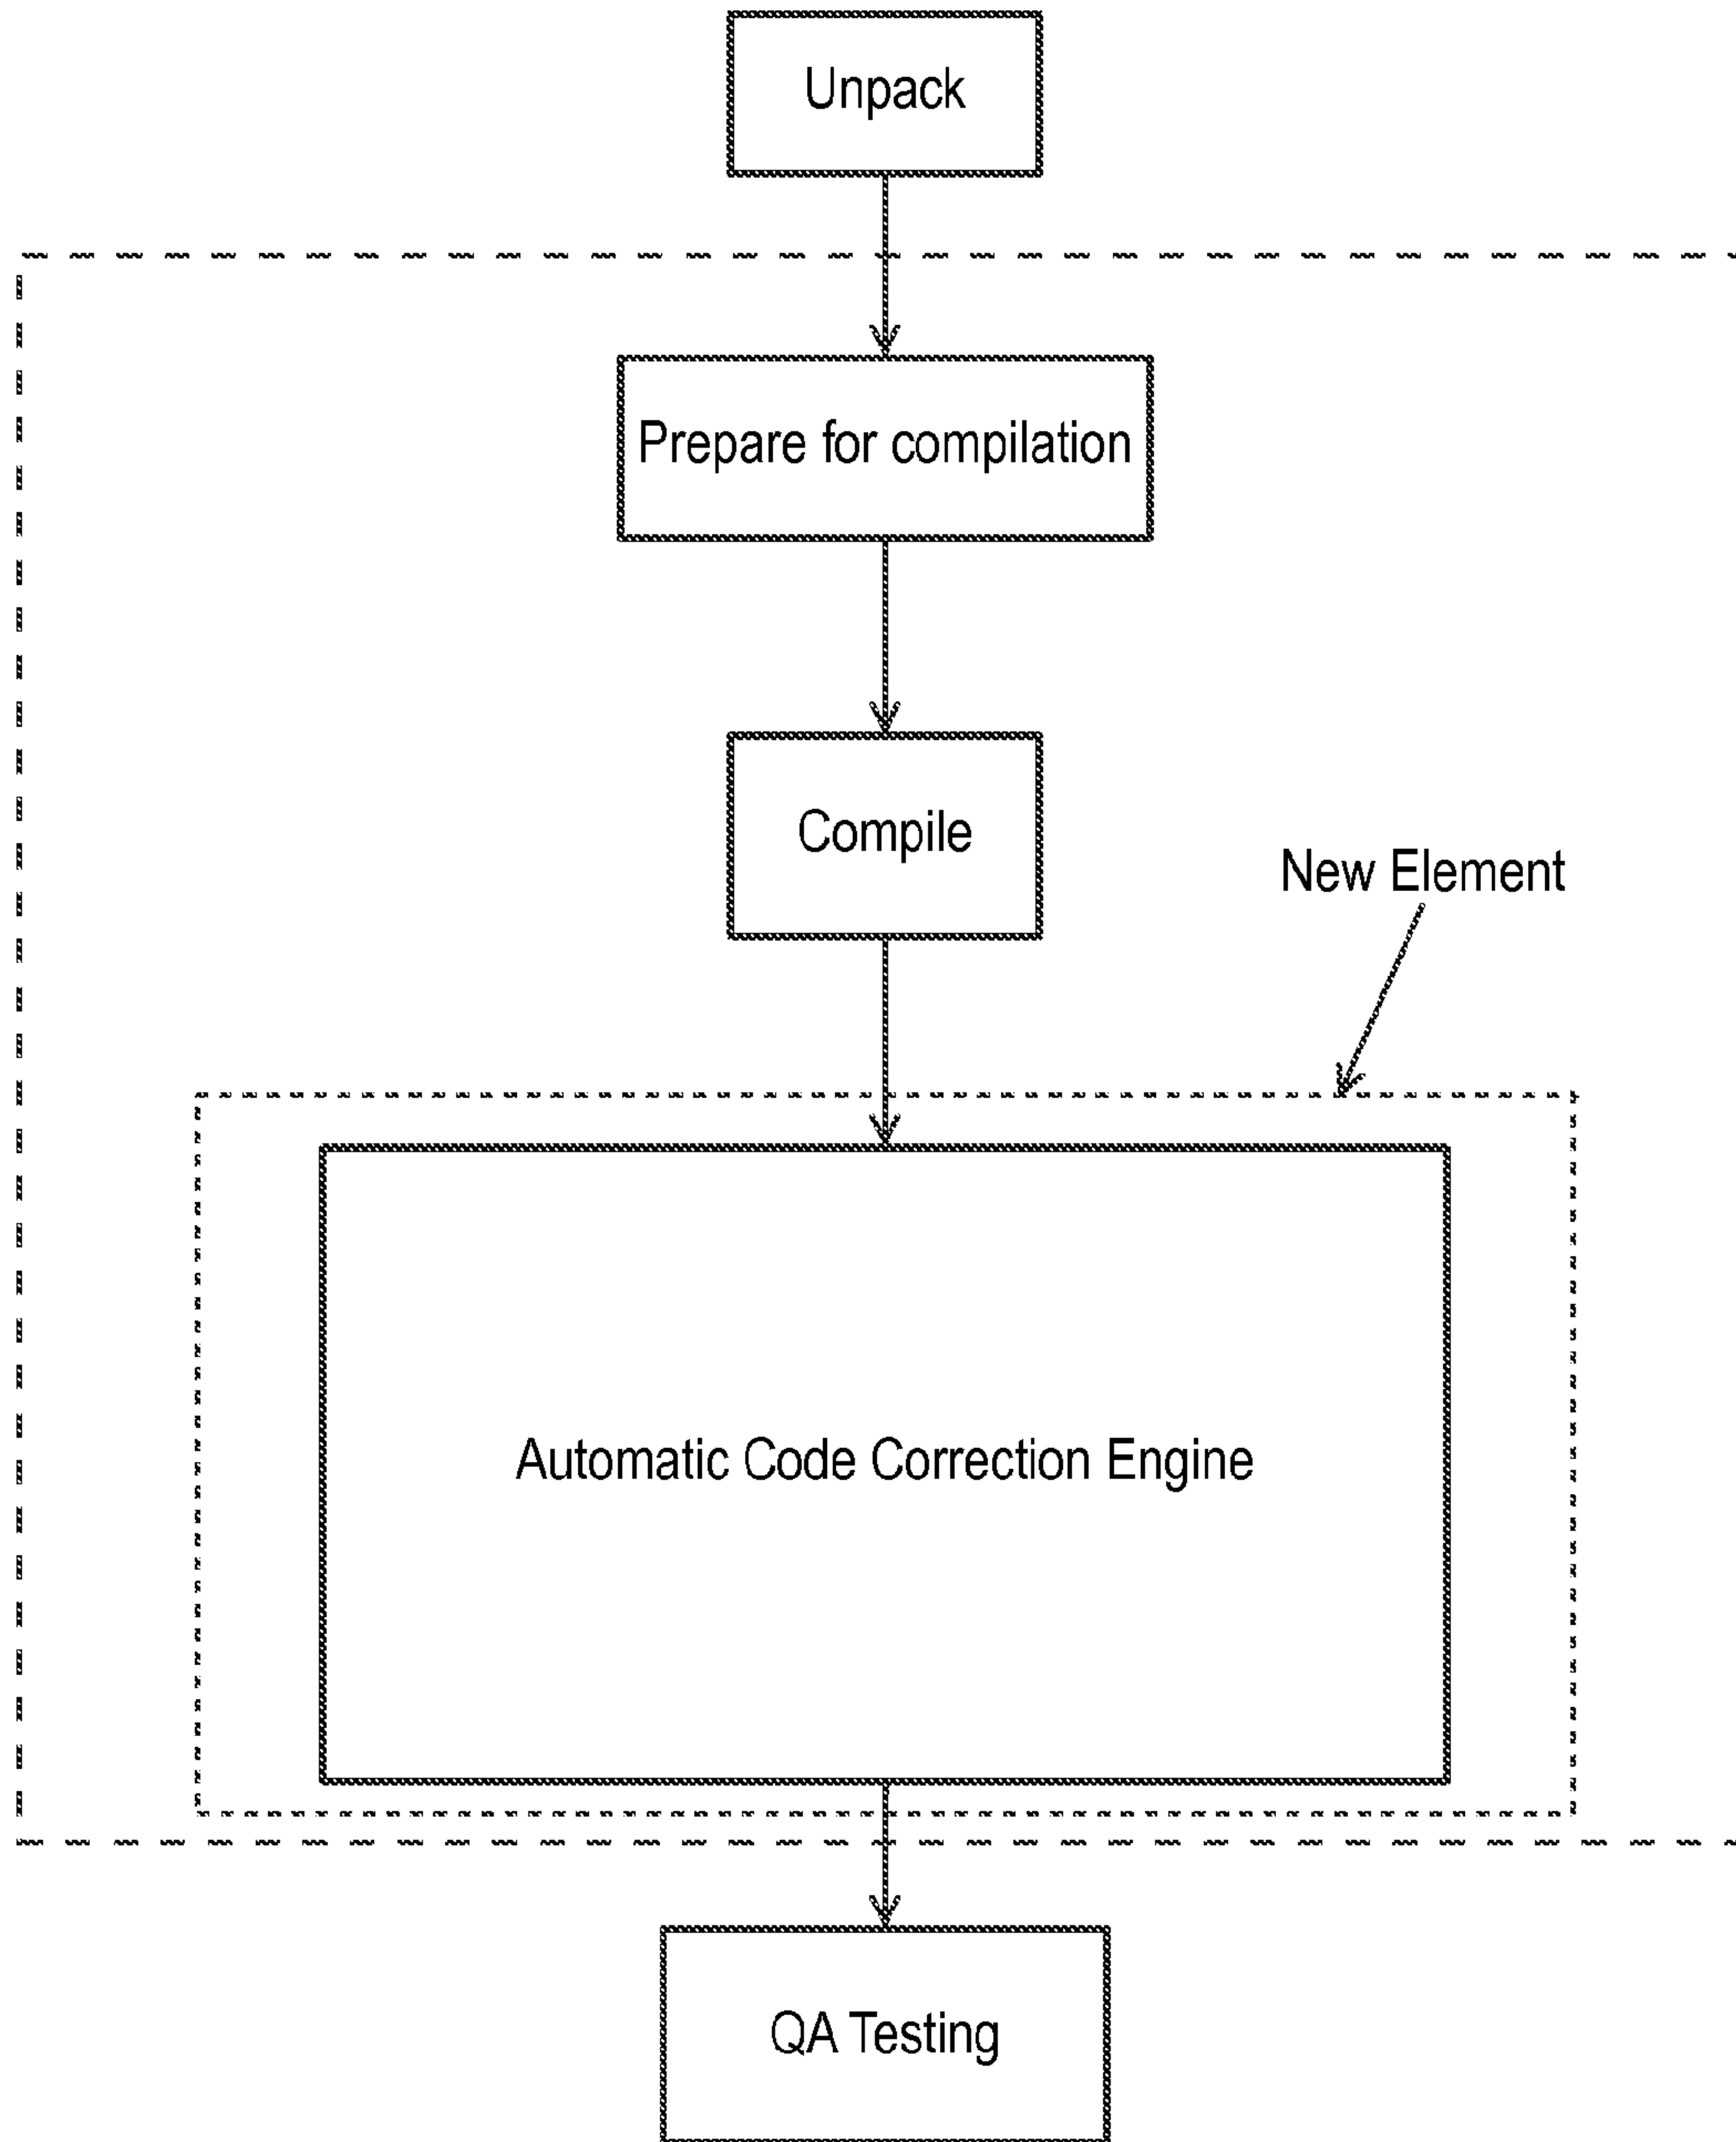 Unpack
Prepare for compilation
Compile
New Element
Automatic Code Correction Engine
QA Testing